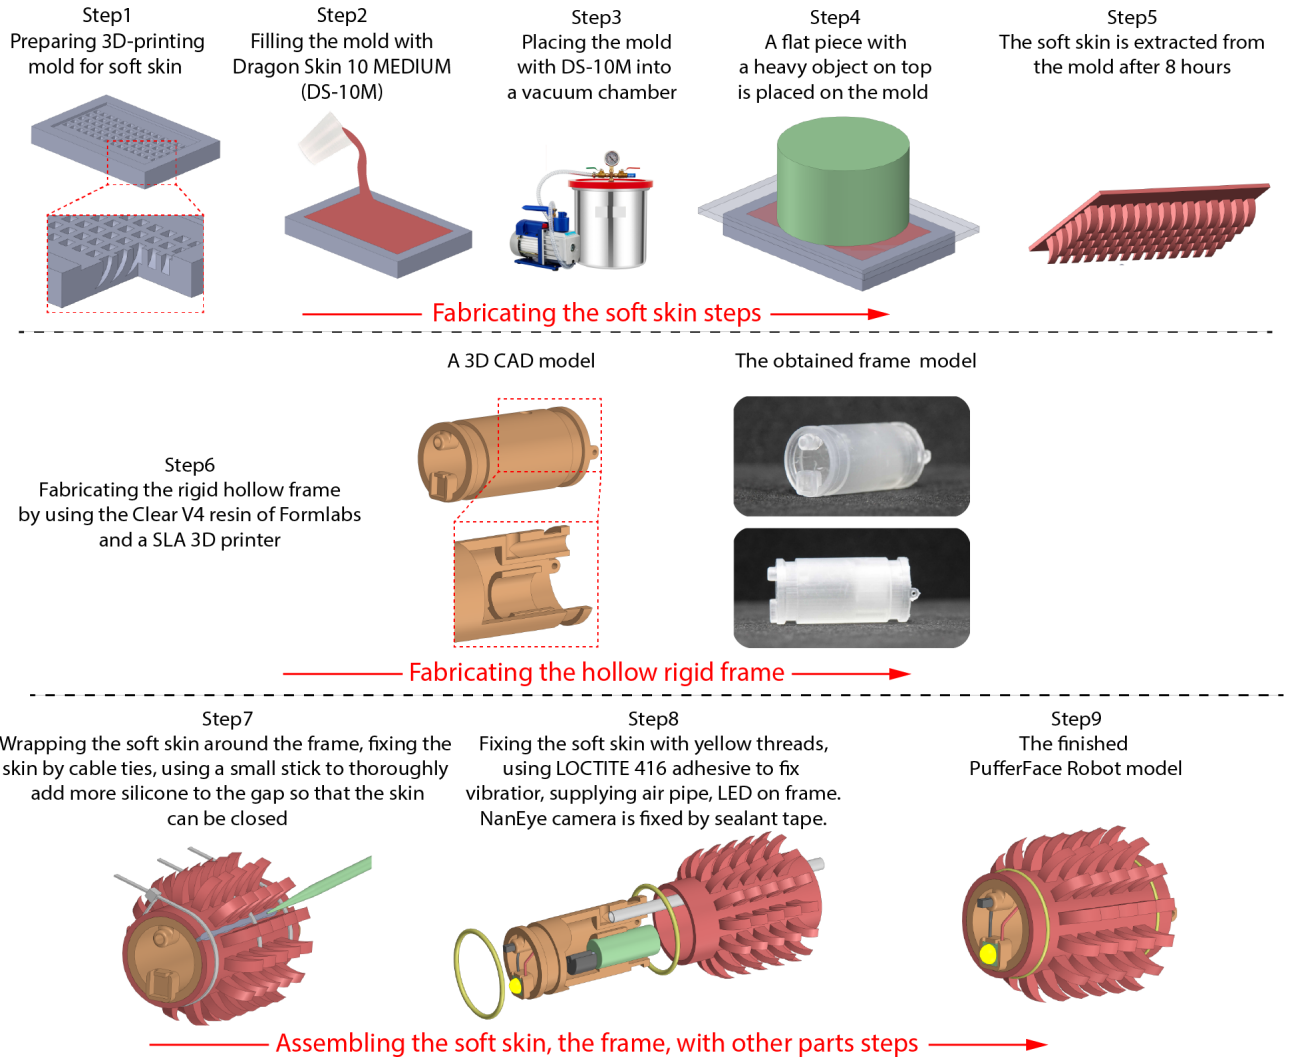 Step1
Preparing 3D-printing
mold for soft skin
Step2
Filling the mold with
Dragon Skin 10 MEDIUM
(DS-10M)
Step3
Placing the mold
with DS-10M into
a vacuum chamber
Step4
A flat piece with
a heavy object on top
is placed on the mold
Step5
The soft skin is extracted from
the mold after 8 hours
Fabricating the soft skin steps
A 3D CAD model
The obtained frame model
Step6
Fabricating the rigid hollow frame
by using the Clear V4 resin of Formlabs
and a SLA 3D printer
Fabricating the hollow rigid frame
Step7
Wrapping the soft skin around the frame, fixing the
skin by cable ties, using a small stick to thoroughly
add more silicone to the gap so that the skin
can be closed
Step8
Fixing the soft skin with yellow threads,
using LOCTITE 416 adhesive to fix
vibratior, supplying air pipe, LED on frame.
NanEye camera is fixed by sealant tape.
Step9
The finished
PufferFace Robot model
Assembling the soft skin, the frame, with other parts steps